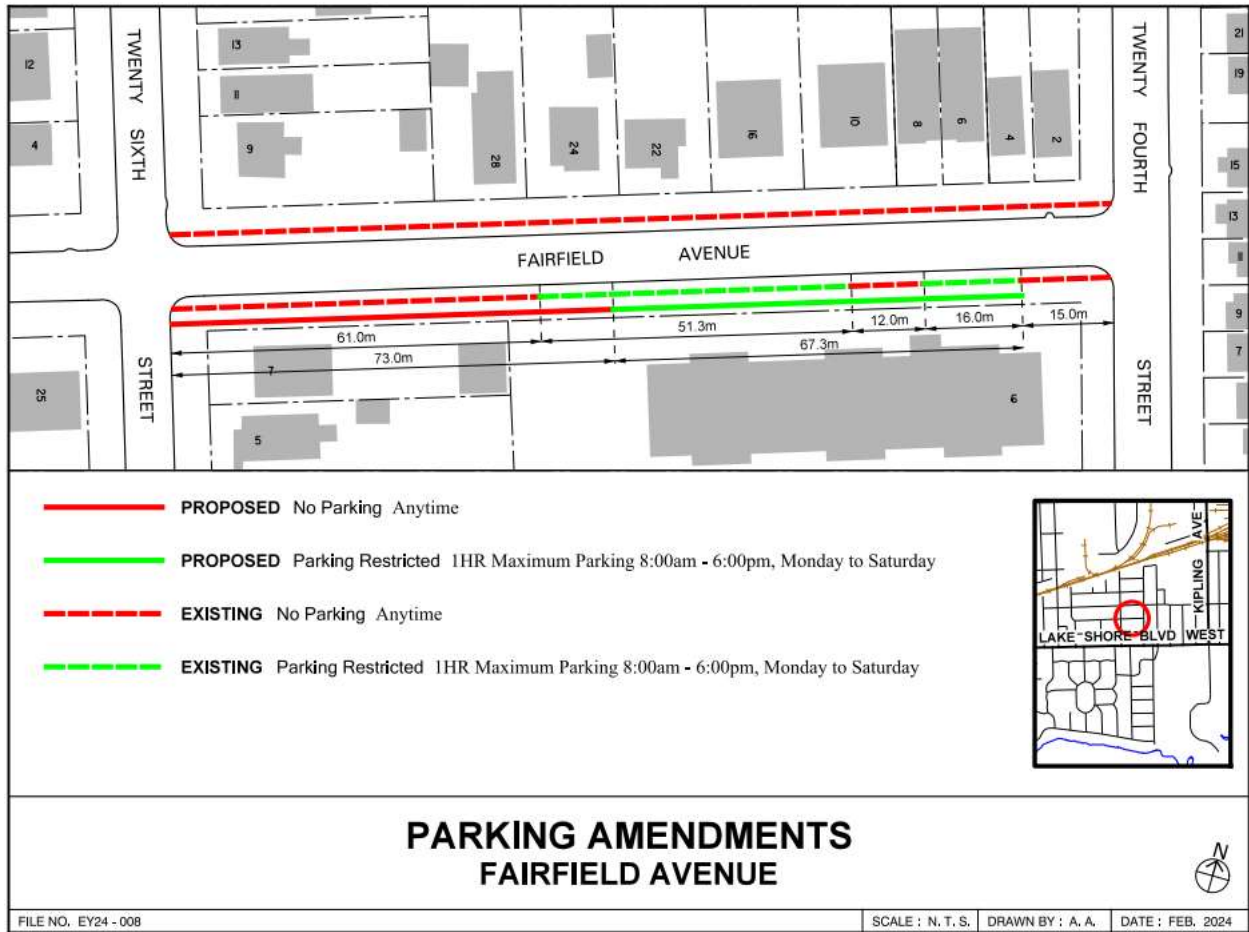 TWENTY SIXTH
STREET
TWENTY FOURTH
STREET
12
4
13
11
9
28
24
22
16
10
8
6
4
2
21
19
15
13
11
9
7
FAIRFIELD AVENUE
61.0m
51.3m
12.0m
16.0m
15.0m
73.0m
67.3m
25
7
5
6
PROPOSED No Parking Anytime
PROPOSED Parking Restricted 1HR Maximum Parking 8:00am - 6:00pm, Monday to Saturday
EXISTING No Parking Anytime
EXISTING Parking Restricted 1HR Maximum Parking 8:00am - 6:00pm, Monday to Saturday
KIPLING AVE
LAKE SHORE BLVD WEST
PARKING AMENDMENTS
FAIRFIELD AVENUE
N
FILE NO. EY24 - 008
SCALE : N. T. S.
DRAWN BY : A. A.
DATE : FEB. 2024